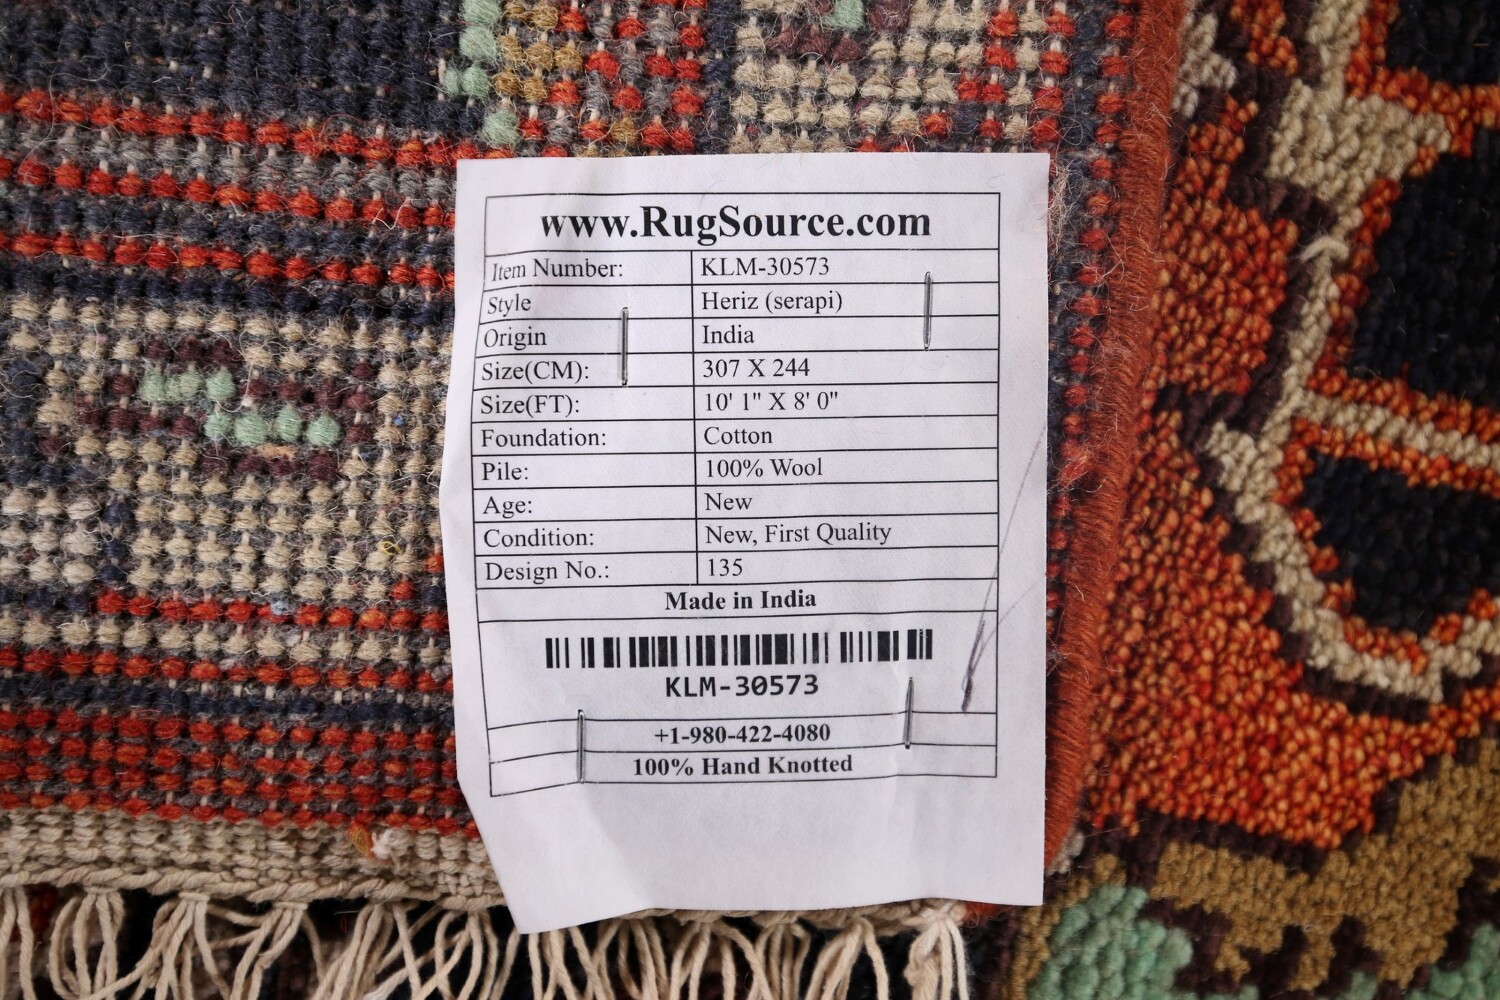 www.RugSource.com
Item Number: KLM-30573
Style Heriz (serapi)
Origin India
Size(CM): 307 X 244
Size(FT): 10' 1" X 8' 0"
Foundation: Cotton
Pile: 100% Wool
Age: New
Condition: New, First Quality
Design No.: 135
Made in India
KLM-30573
+1-980-422-4080
100% Hand Knotted